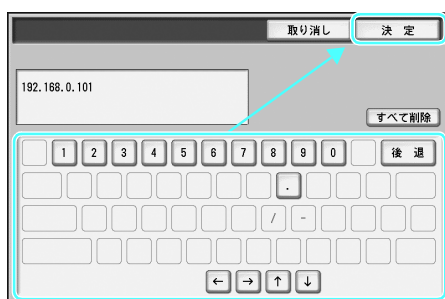 取り消し 決 定
192.168.0.101
すべて削除
1 2 3 4 5 6 7 8 9 0 後 退
.
/ -
← → ↑ ↓